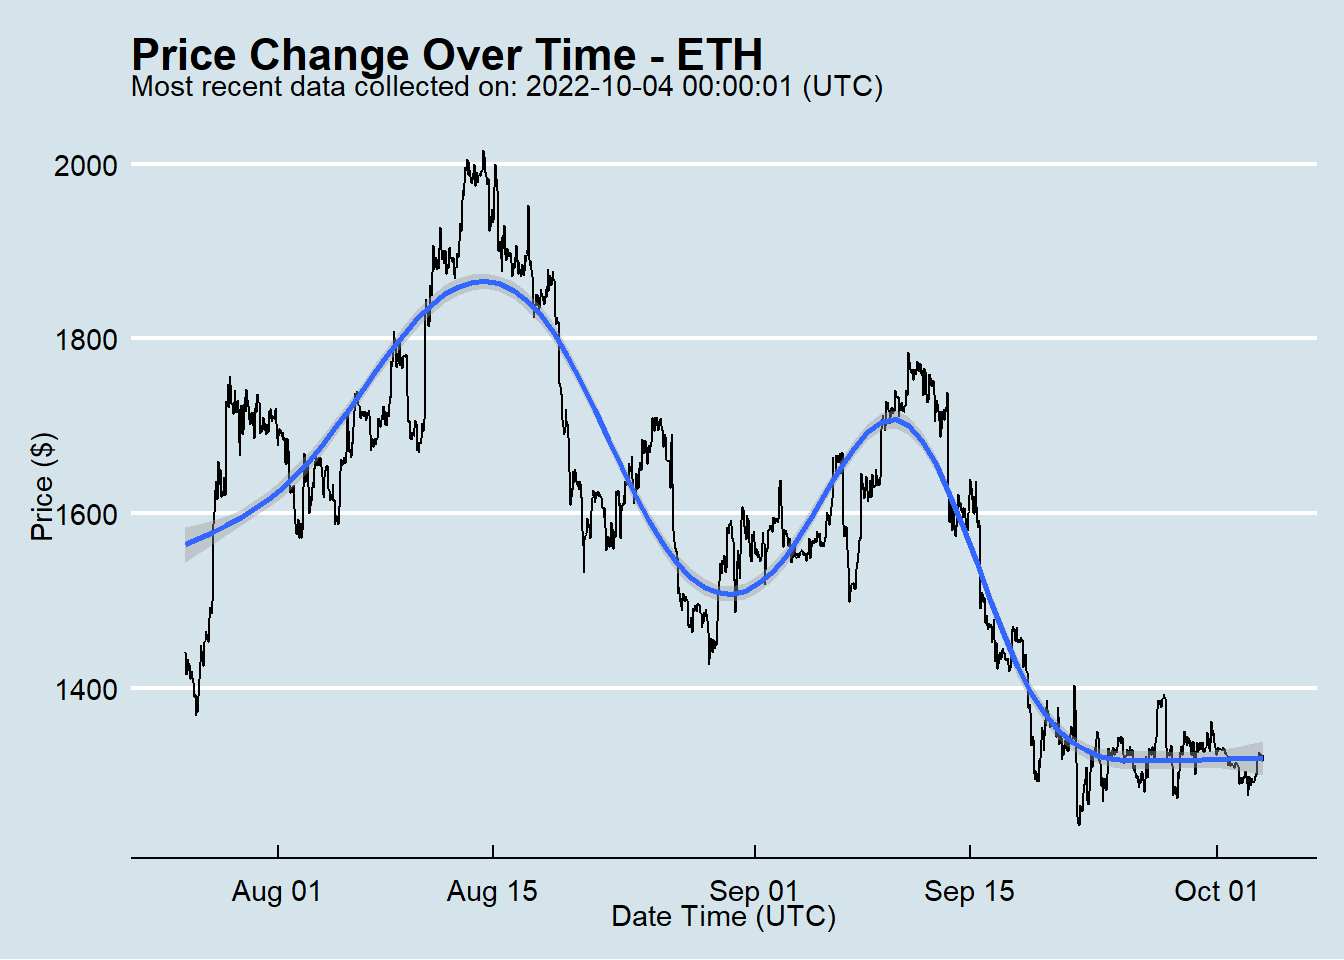 Price Change Over Time - ETH
Most recent data collected on: 2022-10-04 00:00:01 (UTC)
2000
1800
1600
1400
Price ($)
Aug 01
Aug 15
Sep 01
Sep 15
Oct 01
Date Time (UTC)